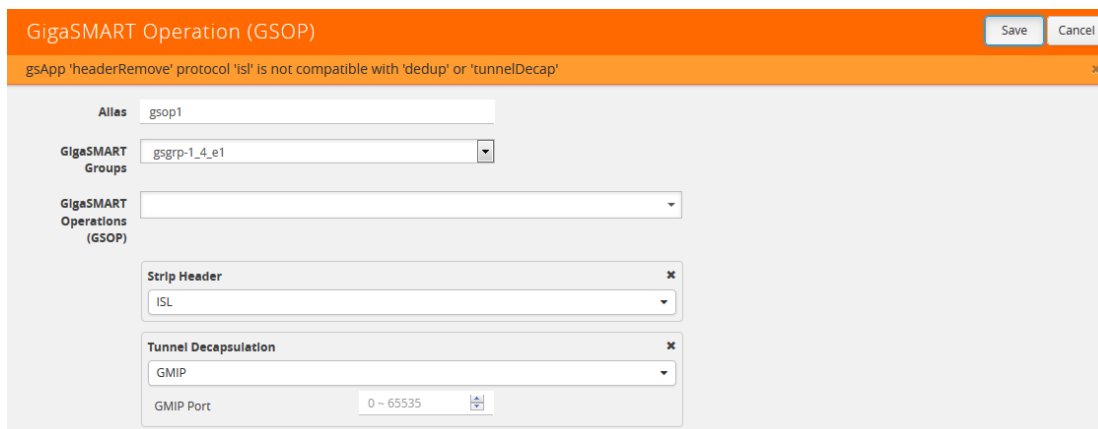 GigaSMART Operation (GSOP)
Save
Cancel
gsApp 'headerRemove' protocol 'isl' is not compatible with 'dedup' or 'tunnelDecap'
Alias
gsop1
GigaSMART
Groups
gsgrp-1_4_e1
GigaSMART
Operations
(GSOP)
Strip Header
ISL
Tunnel Decapsulation
GMIP
GMIP Port
0 ~ 65535